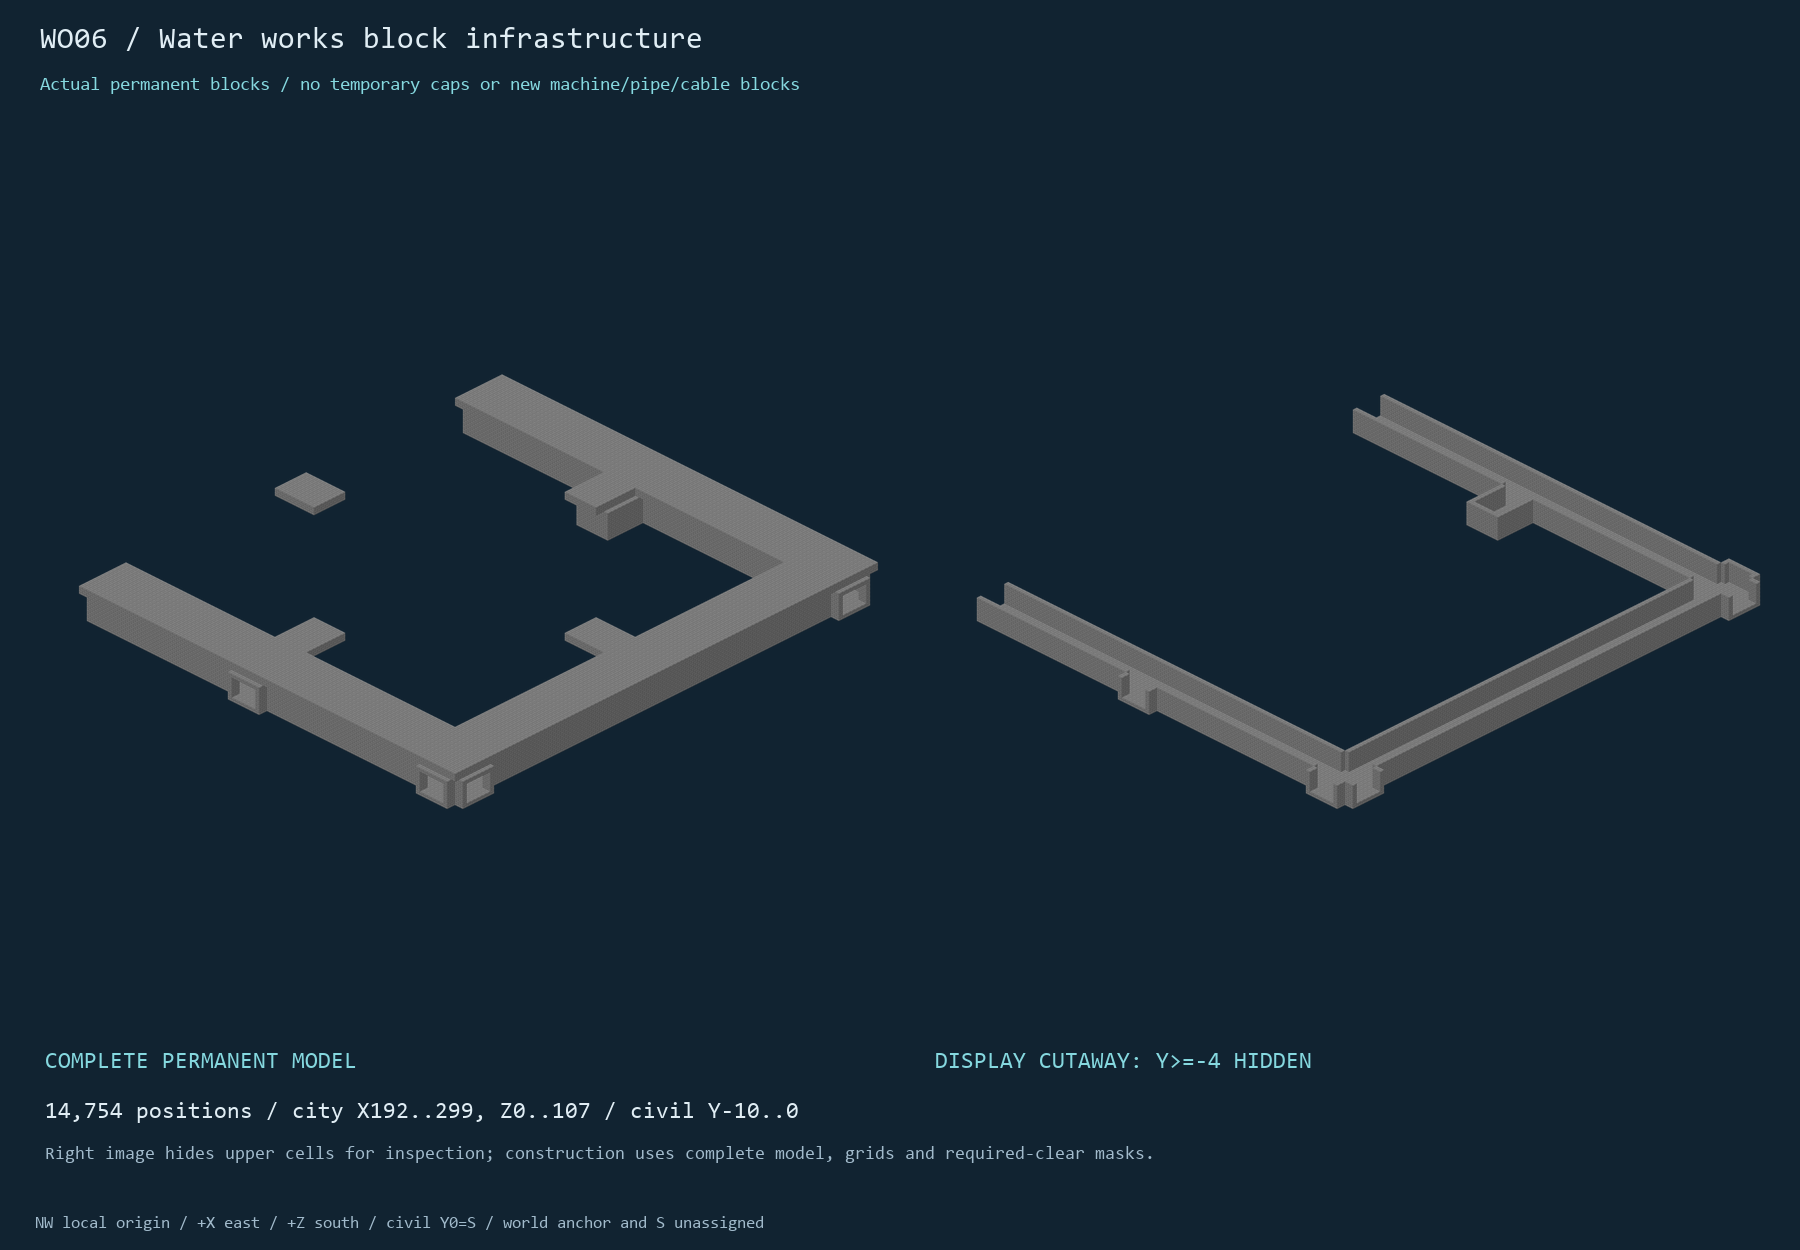 WO06 / Water works block infrastructure
Actual permanent blocks / no temporary caps or new machine/pipe/cable blocks
COMPLETE PERMANENT MODEL
DISPLAY CUTAWAY: Y>=-4 HIDDEN
14,754 positions / city X192..299, Z0..107 / civil Y-10..0
Right image hides upper cells for inspection; construction uses complete model, grids and required-clear masks.
NW local origin / +X east / +Z south / civil Y0=S / world anchor and S unassigned